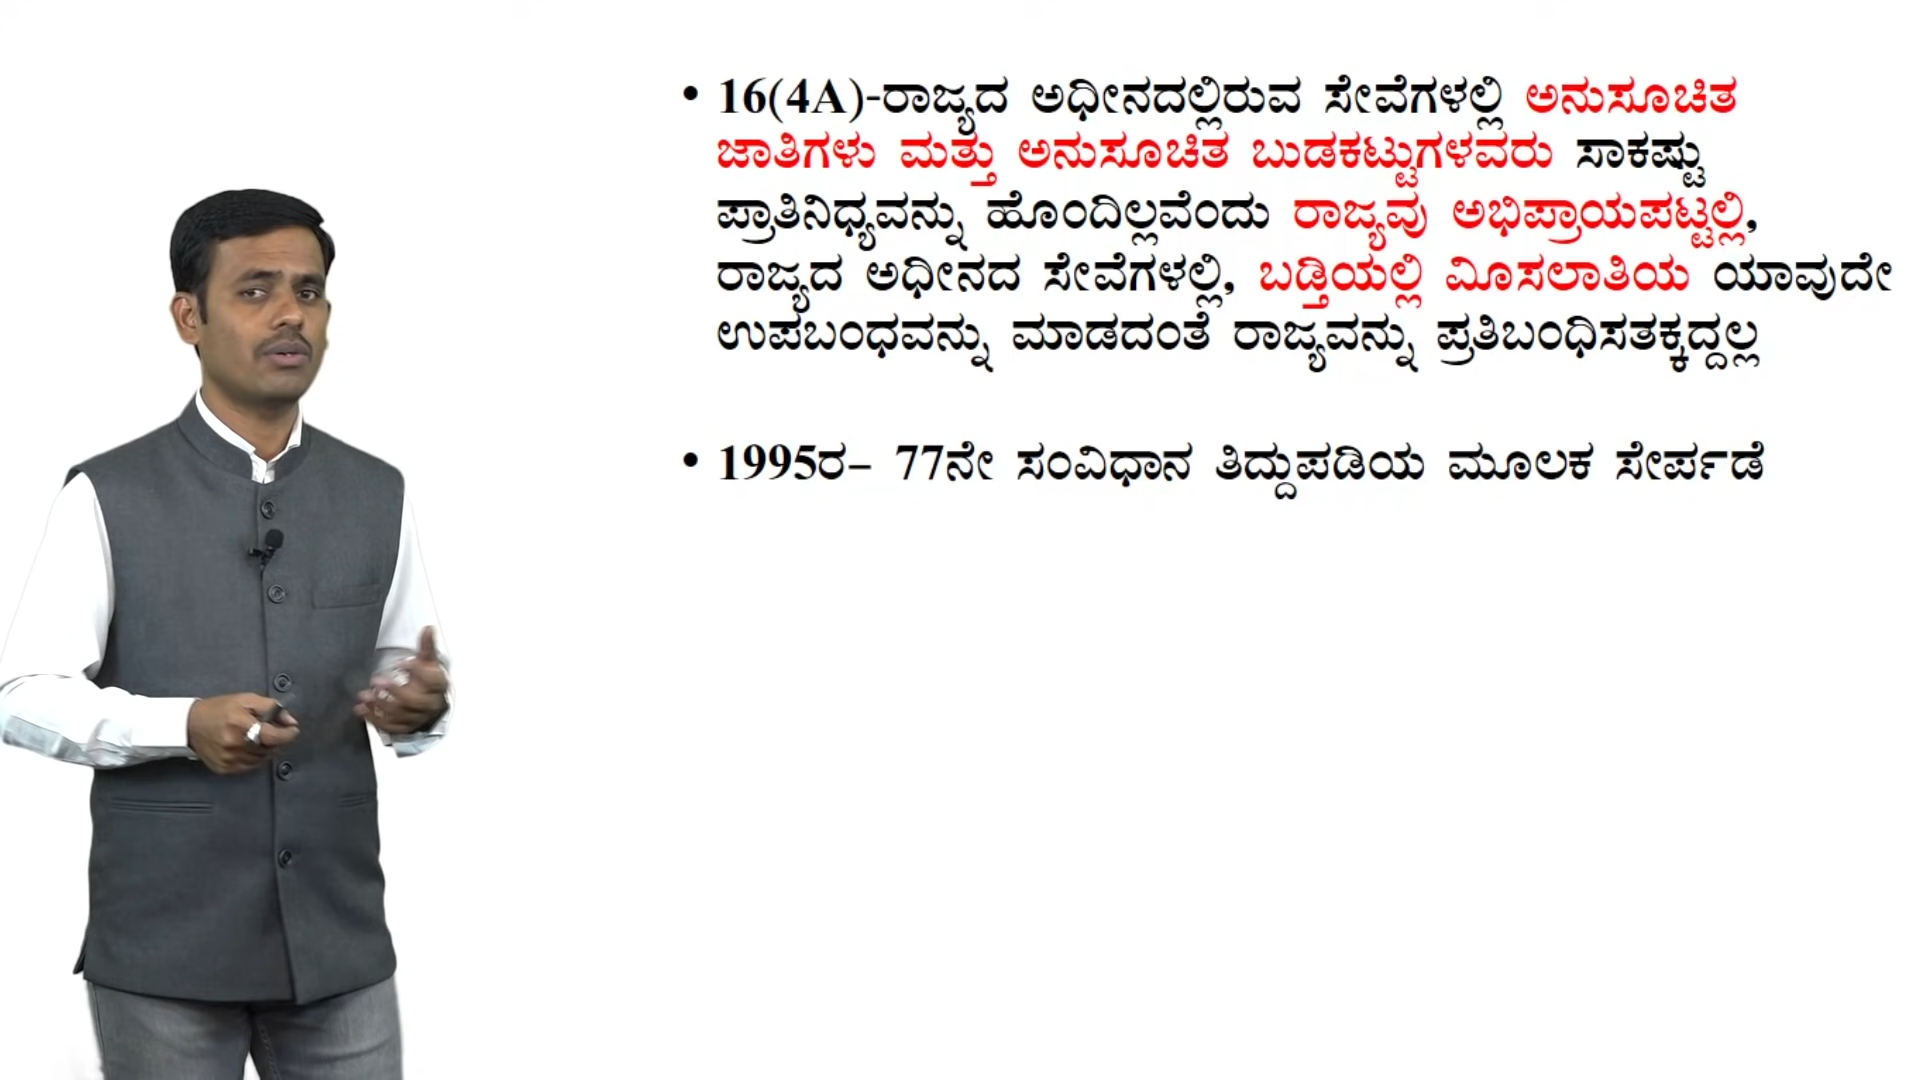 • 16(4A)-ರಾಜ್ಯದ ಅಧೀನದಲ್ಲಿರುವ ಸೇವೆಗಳಲ್ಲಿ ಅನುಸೂಚಿತ
ಜಾತಿಗಳು ಮತ್ತು ಅನುಸೂಚಿತ ಬುಡಕಟ್ಟುಗಳವರು ಸಾಕಷ್ಟು
ಪ್ರಾತಿನಿಧ್ಯವನ್ನು ಹೊಂದಿಲ್ಲವೆಂದು ರಾಜ್ಯವು ಅಭಿಪ್ರಾಯಪಟ್ಟಲ್ಲಿ,
ರಾಜ್ಯದ ಅಧೀನದ ಸೇವೆಗಳಲ್ಲಿ, ಬಡ್ತಿಯಲ್ಲಿ ಮೀಸಲಾತಿಯ ಯಾವುದೇ
ಉಪಬಂಧವನ್ನು ಮಾಡದಂತೆ ರಾಜ್ಯವನ್ನು ಪ್ರತಿಬಂಧಿಸತಕ್ಕದ್ದಲ್ಲ
• 1995ರ– 77ನೇ ಸಂವಿಧಾನ ತಿದ್ದುಪಡಿಯ ಮೂಲಕ ಸೇರ್ಪಡೆ